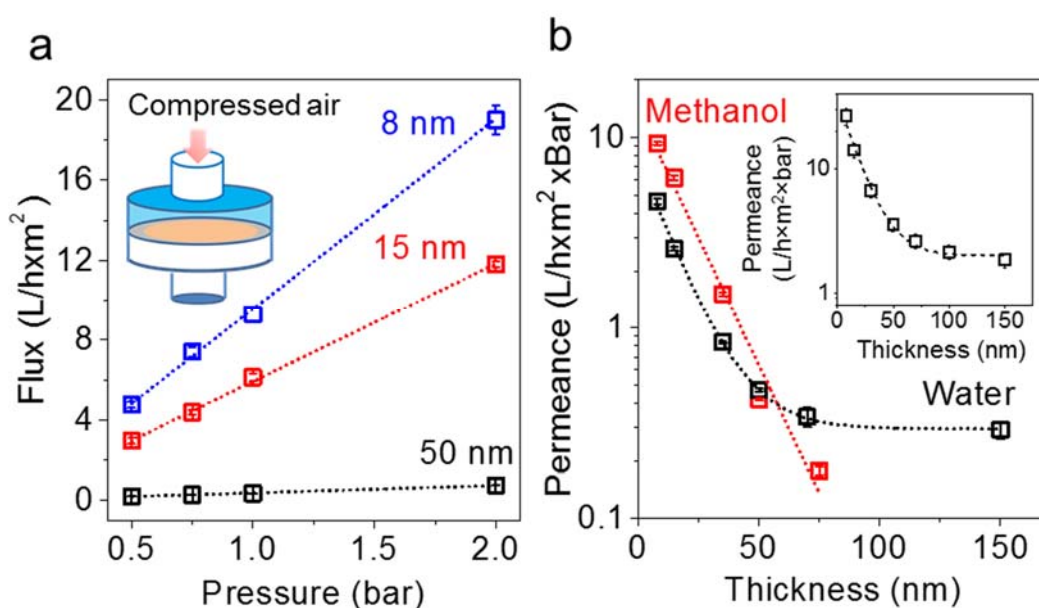 a
Flux (L/hxm²)
20
16
12
8
4
0
Compressed air
8 nm
15 nm
50 nm
0.5
1.0
1.5
2.0
Pressure (bar)
b
Permeance (L/hxm² xBar)
10
1
0.1
Methanol
Water
0
50
100
150
Thickness (nm)
Permeance
(L/h×m²×bar)
10
1
0
50
100
150
Thickness (nm)